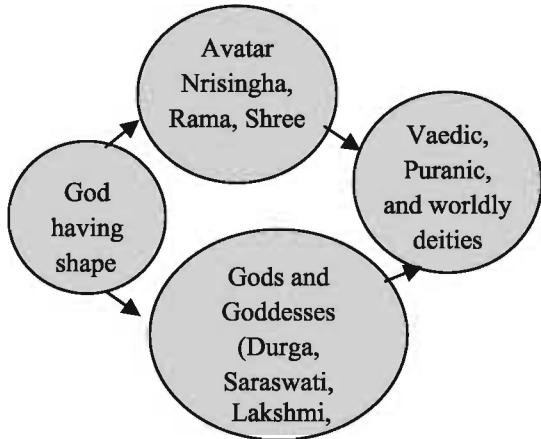 Avatar
Nrisingha,
Rama, Shree
Vaedic,
Puranic,
and worldly
deities
God
having
shape
Gods and
Goddesses
(Durga,
Saraswati,
Lakshmi,